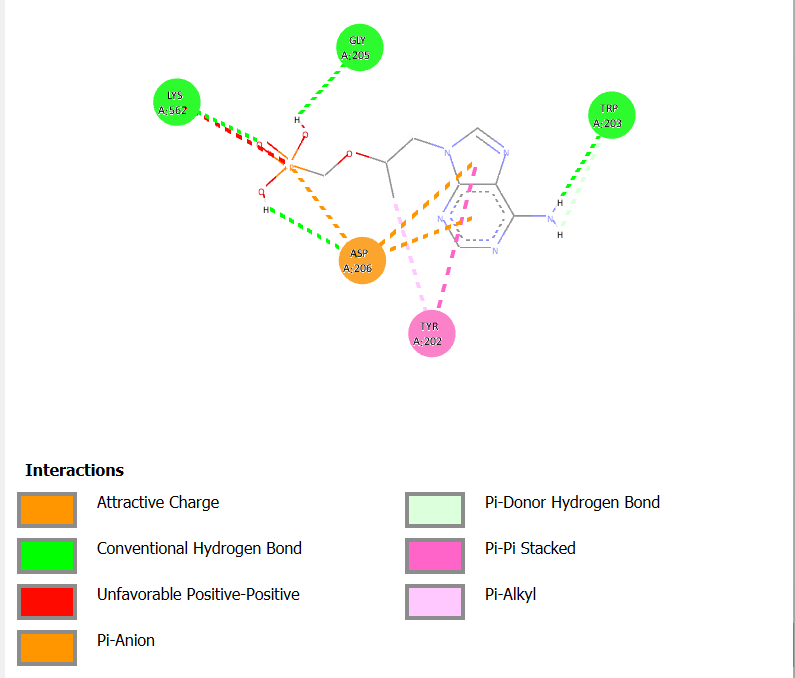 GLY
A:205
LYS
A:562
TRP
A:203
H
O
O
O
P
O
H
N
N
N
N
N
H
H
ASP
A:206
TYR
A:202
Interactions
Attractive Charge
Conventional Hydrogen Bond
Unfavorable Positive-Positive
Pi-Anion
Pi-Donor Hydrogen Bond
Pi-Pi Stacked
Pi-Alkyl